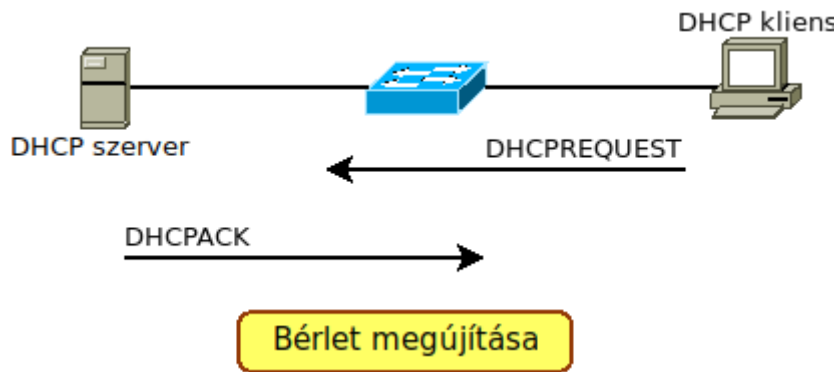 DHCP kliens
DHCP szerver
DHCPREQUEST
DHCPACK
Bérlet megújítása